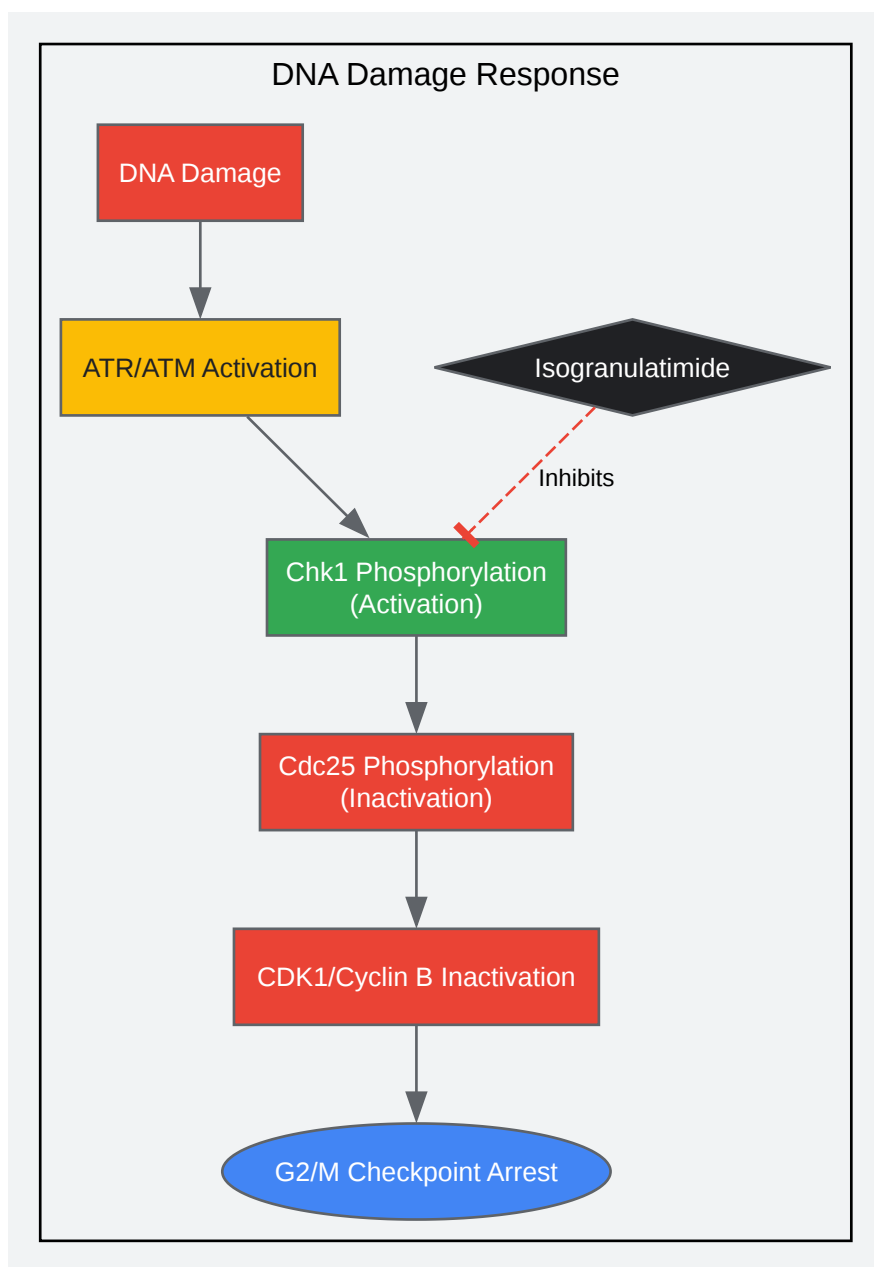 DNA Damage Response
DNA Damage
ATR/ATM Activation
Isogranulatimide
Inhibits
Chk1 Phosphorylation
(Activation)
Cdc25 Phosphorylation
(Inactivation)
CDK1/Cyclin B Inactivation
G2/M Checkpoint Arrest